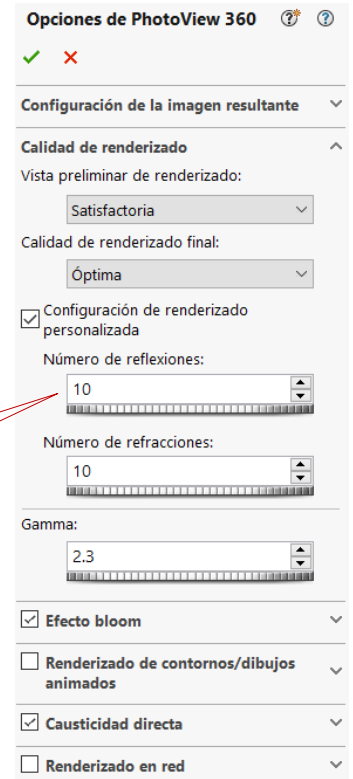 Opciones de PhotoView 360
Configuración de la imagen resultante
Calidad de renderizado
Vista preliminar de renderizado:
Satisfactoria
Calidad de renderizado final:
Óptima
Configuración de renderizado
personalizada
Número de reflexiones:
10
Número de refracciones:
10
Gamma:
2.3
Efecto bloom
Renderizado de contornos/dibujos
animados
Causticidad directa
Renderizado en red